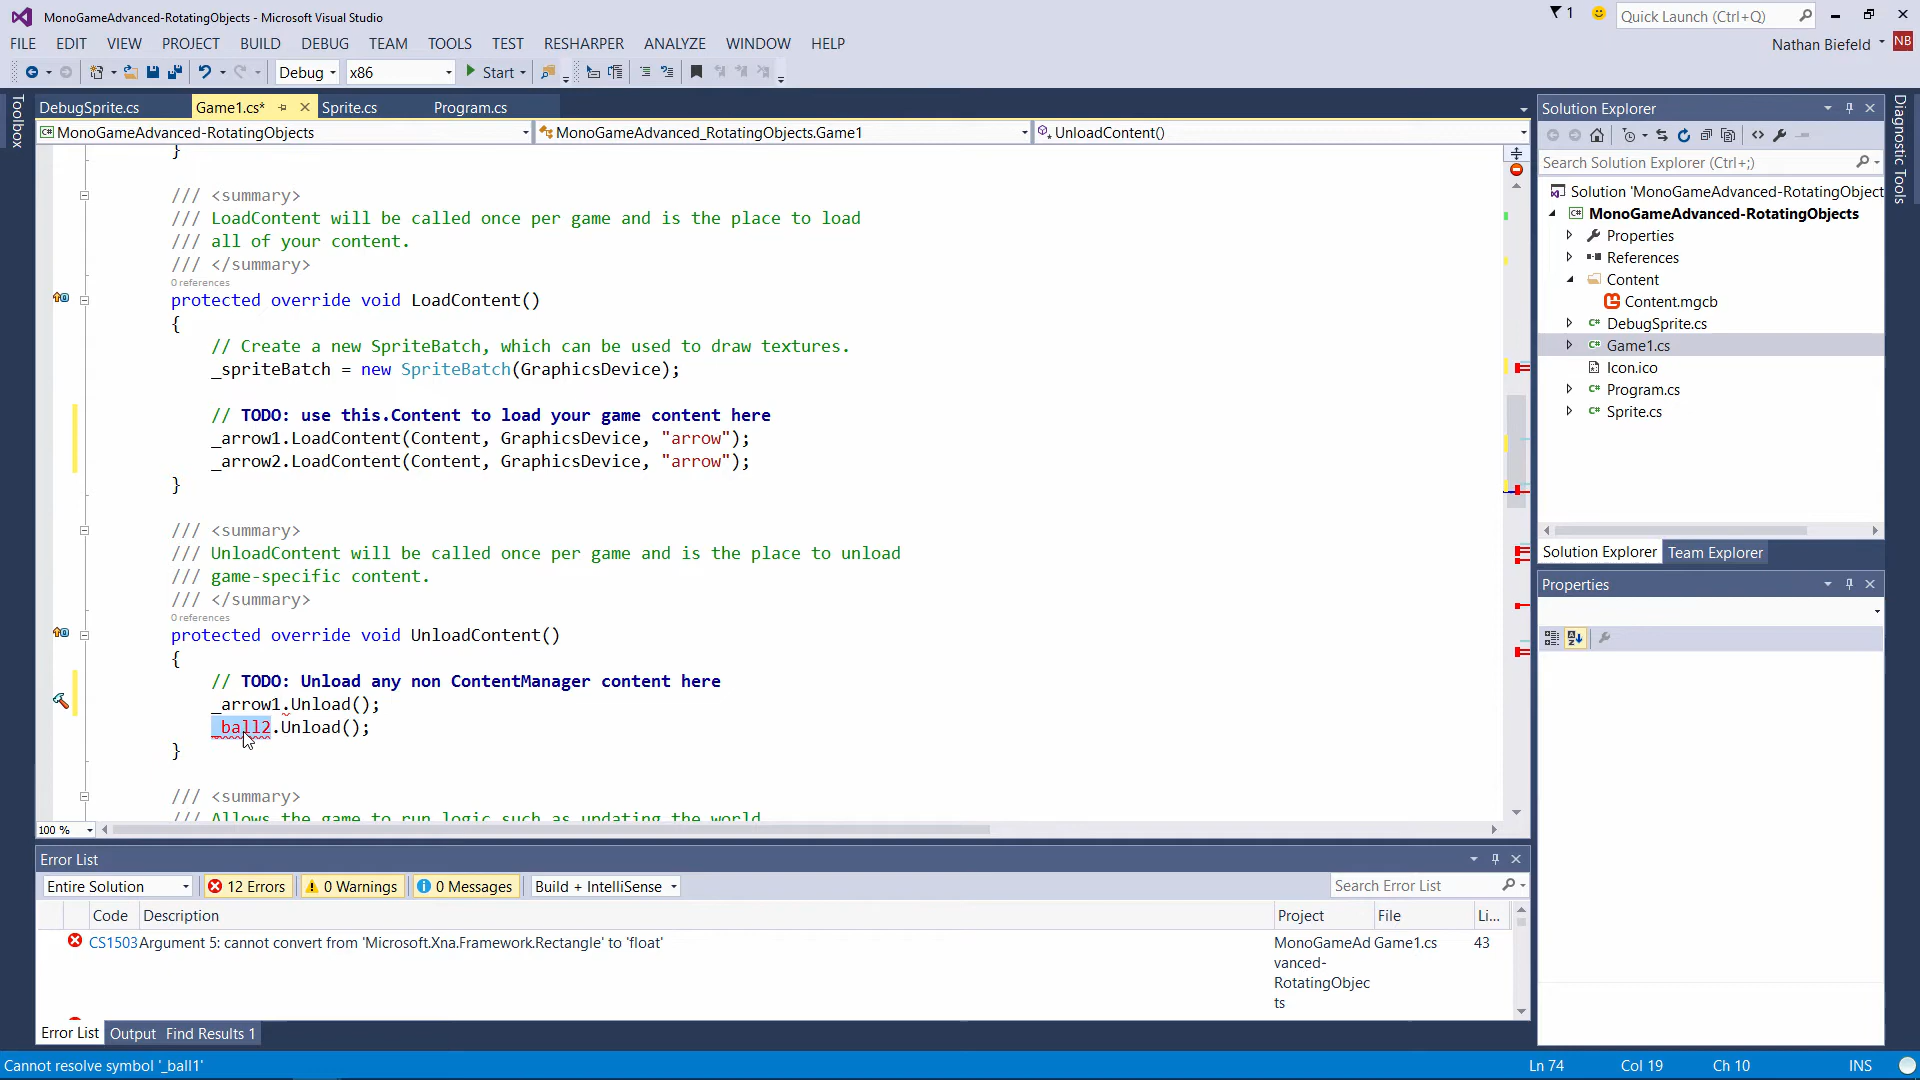 MonoGameAdvanced-RotatingObjects - Microsoft Visual Studio
1
Quick Launch (Ctrl+Q)
FILE EDIT VIEW PROJECT BUILD DEBUG TEAM TOOLS TEST RESHARPER ANALYZE WINDOW HELP
Nathan Biefeld
NB
Debug x86 Start
Toolbox
DebugSprite.cs Game1.cs* Sprite.cs Program.cs
MonoGameAdvanced-RotatingObjects MonoGameAdvanced_RotatingObjects.Game1 UnloadContent()
}
/// <summary>
/// LoadContent will be called once per game and is the place to load
/// all of your content.
/// </summary>
0 references
protected override void LoadContent()
{
// Create a new SpriteBatch, which can be used to draw textures.
_spriteBatch = new SpriteBatch(GraphicsDevice);
// TODO: use this.Content to load your game content here
_arrow1.LoadContent(Content, GraphicsDevice, "arrow");
_arrow2.LoadContent(Content, GraphicsDevice, "arrow");
}
/// <summary>
/// UnloadContent will be called once per game and is the place to unload
/// game-specific content.
/// </summary>
0 references
protected override void UnloadContent()
{
// TODO: Unload any non ContentManager content here
_arrow1.Unload();
_ball2.Unload();
}
/// <summary>
/// Allows the game to run logic such as updating the world
100 %
Error List
Entire Solution 12 Errors 0 Warnings 0 Messages Build + IntelliSense Search Error List
Code Description Project File Li...
CS1503 Argument 5: cannot convert from 'Microsoft.Xna.Framework.Rectangle' to 'float' MonoGameAd Game1.cs 43
vanced-
RotatingObjec
ts
Error List Output Find Results 1
Cannot resolve symbol '_ball1'
Ln 74 Col 19 Ch 10 INS
Solution Explorer
Search Solution Explorer (Ctrl+;)
Solution 'MonoGameAdvanced-RotatingObject
MonoGameAdvanced-RotatingObjects
Properties
References
Content
Content.mgcb
DebugSprite.cs
Game1.cs
Icon.ico
Program.cs
Sprite.cs
Solution Explorer Team Explorer
Properties
Diagnostic Tools